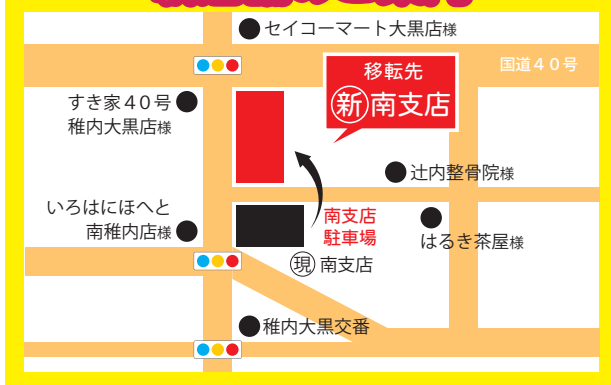 セイコーマート大黒店様
国道40号
移転先
新南支店
すき家40号
稚内大黒店様
辻内整骨院様
いろはにほへと
南稚内店様
南支店
駐車場
はるき茶屋様
現 南支店
稚内大黒交番